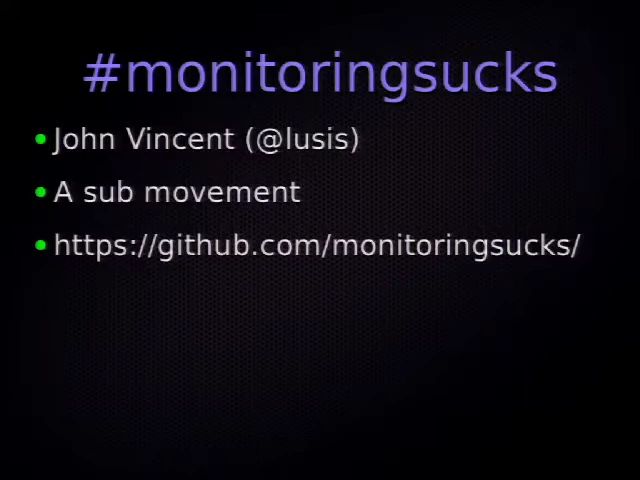 #monitoringsucks
John Vincent (@lusis)
A sub movement
https://github.com/monitoringsucks/